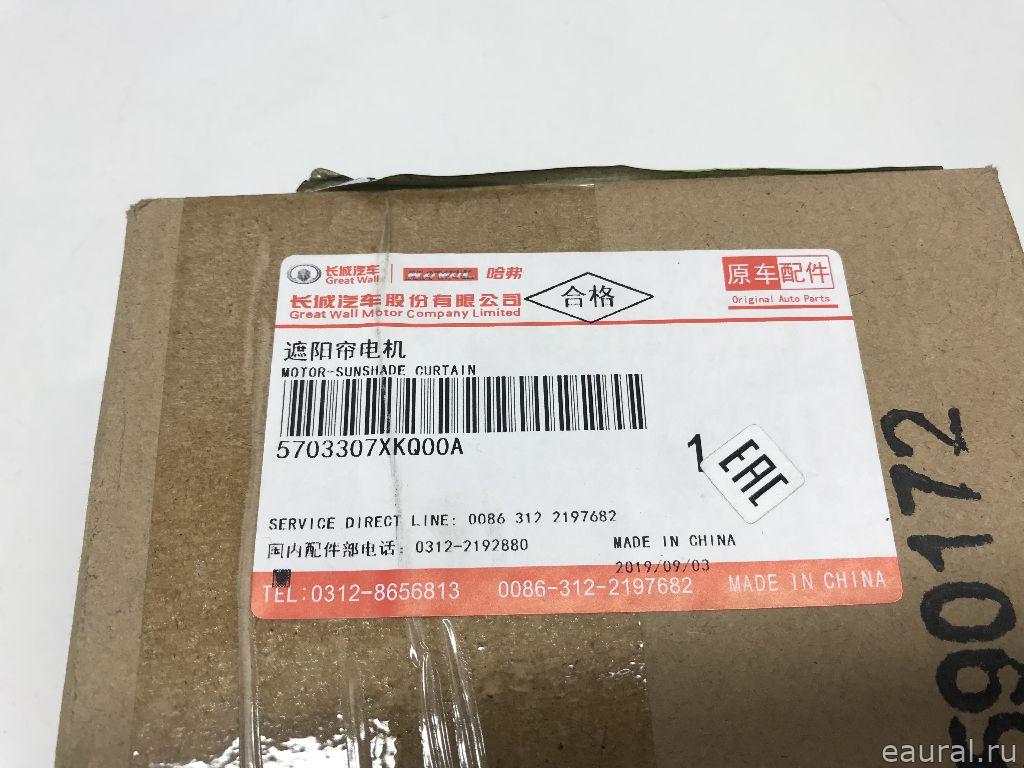 长城汽车 哈弗
Great Wall
长城汽车股份有限公司
Great Wall Motor Company Limited
合格
原车配件
Original Auto Parts
遮阳帘电机
MOTOR-SUNSHADE CURTAIN
5703307XKQ00A
1
EAC
SERVICE DIRECT LINE: 0086 312 2197682
国内配件部电话: 0312-2192880
MADE IN CHINA
2019/09/03
TEL:0312-8656813 0086-312-2197682 MADE IN CHINA
690172
eaural.ru